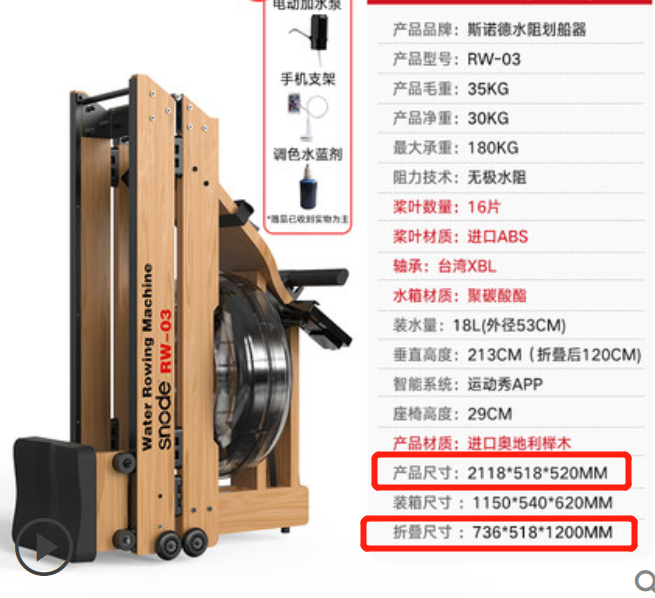 电动加水泵
手机支架
调色水蓝剂
*赠品已收到实物为主
Water Rowing Machine
snode RW-03
产品品牌：斯诺德水阻划船器
产品型号：RW-03
产品毛重：35KG
产品净重：30KG
最大承重：180KG
阻力技术：无极水阻
桨叶数量：16片
桨叶材质：进口ABS
轴承：台湾XBL
水箱材质：聚碳酸酯
装水量：18L(外径53CM)
垂直高度：213CM（折叠后120CM)
智能系统：运动秀APP
座椅高度：29CM
产品材质：进口奥地利榉木
产品尺寸：2118*518*520MM
装箱尺寸：1150*540*620MM
折叠尺寸：736*518*1200MM